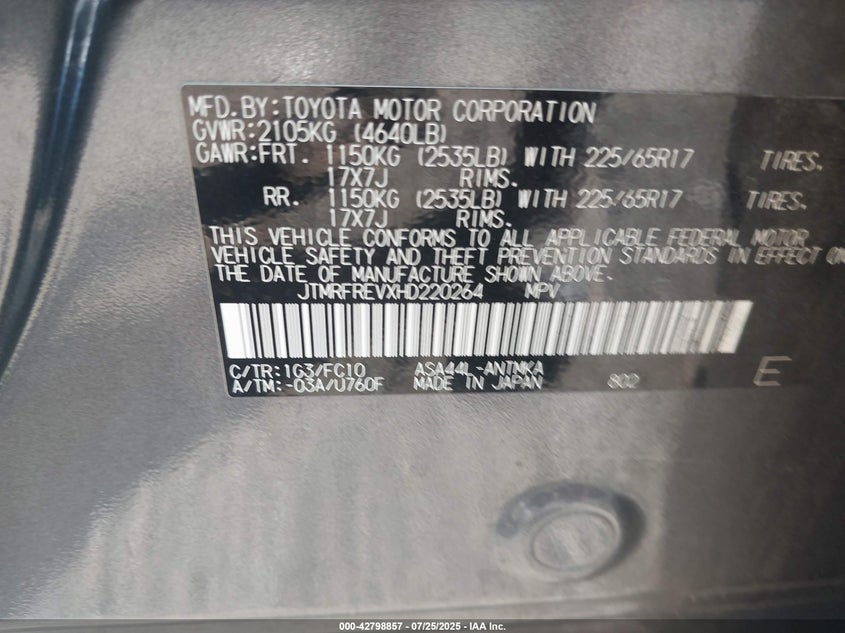 MFD.BY:TOYOTA MOTOR CORPORATION
GVWR:2105KG (4640LB)
GAWR:FRT. 1150KG (2535LB) WITH 225/65R17 TIRES.
17X7J RIMS.
RR. 1150KG (2535LB) WITH 225/65R17 TIRES.
17X7J RIMS.
THIS VEHICLE CONFORMS TO ALL APPLICABLE FEDERAL MOTOR
VEHICLE SAFETY AND THEFT PREVENTION STANDARDS IN EFFECT ON
THE DATE OF MANUFACTURE SHOWN ABOVE.
JTMRFREVXHD220264 MPV
C/TR:1G3/FC10 ASA44L-ANTMKA
A/TM:-03A/U760F MADE IN JAPAN 802 E
000-42798857 - 07/25/2025 - IAA Inc.